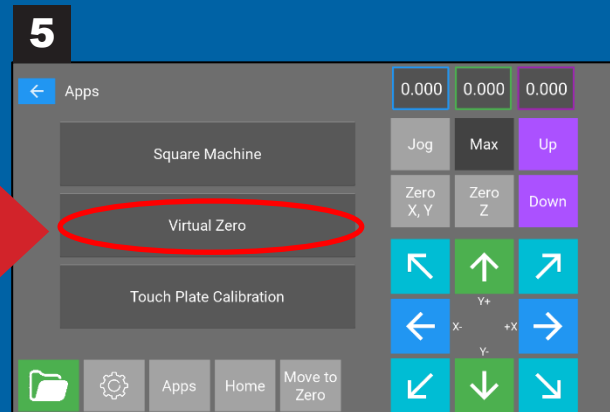 5
Apps
0.000 0.000 0.000
Square Machine
Jog Max Up
Virtual Zero
Zero X, Y
Zero Z
Down
Touch Plate Calibration
Y+
X- +X
Y-
Apps Home Move to Zero